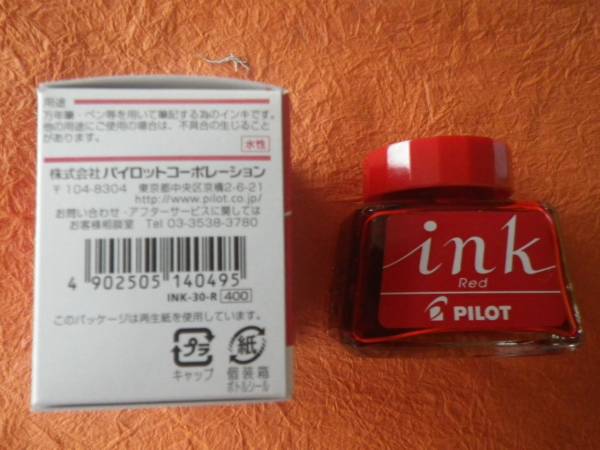 用途
万年筆・ペン等を用いて筆記する為のインキです。
他の用途にご使用の場合は、不具合の生じること
があります。
水性
株式会社パイロットコーポレーション
〒104-8304 東京都中央区京橋2-6-21
http://www.pilot.co.jp/
お問い合わせ・アフターサービスに関しては
お客様相談室 Tel 03-3538-3780
4 902505 140495
INK-30-R 400
このパッケージは再生紙を使用しています。
プラ
キャップ
紙
個装箱
ボトルシール
ink
Red
PILOT